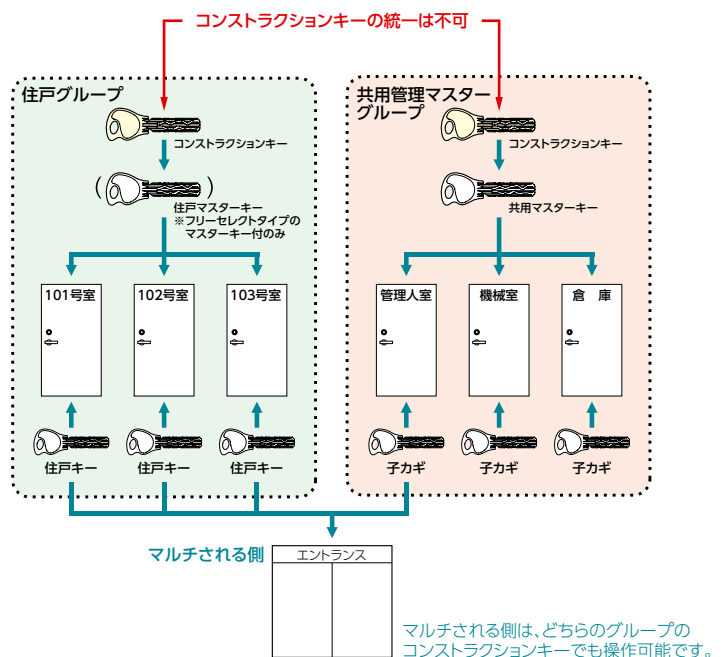 コンストラクションキーの統一は不可
住戸グループ
コンストラクションキー
(　)
住戸マスターキー
※フリーセレクトタイプの
マスターキー付のみ
101号室　102号室　103号室
住戸キー　住戸キー　住戸キー
共用管理マスター
グループ
コンストラクションキー
共用マスターキー
管理人室　機械室　倉　庫
子カギ　子カギ　子カギ
マルチされる側
エントランス
マルチされる側は、どちらのグループの
コンストラクションキーでも操作可能です。